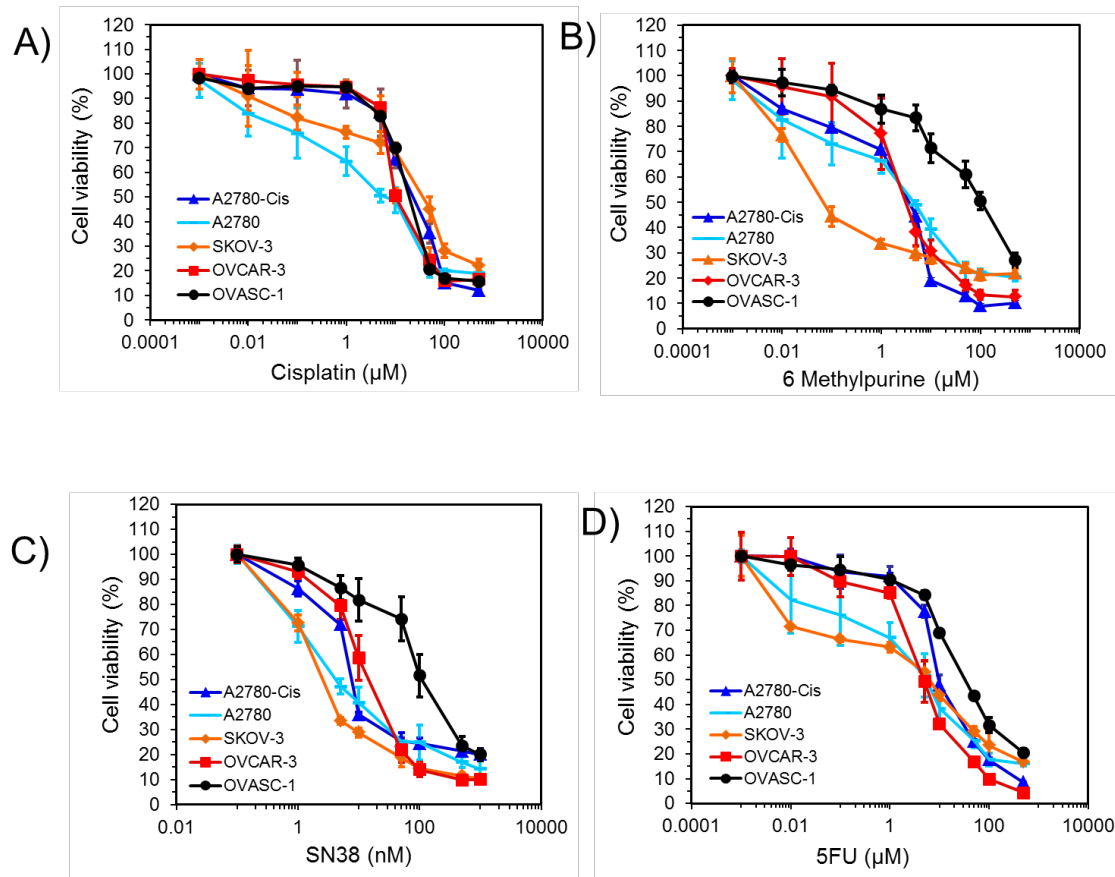 A)
120
110
100
90
80
70
60
50
40
30
20
10
0
Cell viability (%)
A2780-Cis
A2780
SKOV-3
OVCAR-3
OVASC-1
0.0001 0.01 1 100 10000
Cisplatin (µM)
B)
120
110
100
90
80
70
60
50
40
30
20
10
0
Cell viability (%)
A2780-Cis
A2780
SKOV-3
OVCAR-3
OVASC-1
0.0001 0.01 1 100 10000
6 Methylpurine (µM)
C)
120
110
100
90
80
70
60
50
40
30
20
10
0
Cell viability (%)
A2780-Cis
A2780
SKOV-3
OVCAR-3
OVASC-1
0.01 1 100 10000
SN38 (nM)
D)
120
110
100
90
80
70
60
50
40
30
20
10
0
Cell viability (%)
A2780-Cis
A2780
SKOV-3
OVCAR-3
OVASC-1
0.0001 0.01 1 100 10000
5FU (µM)